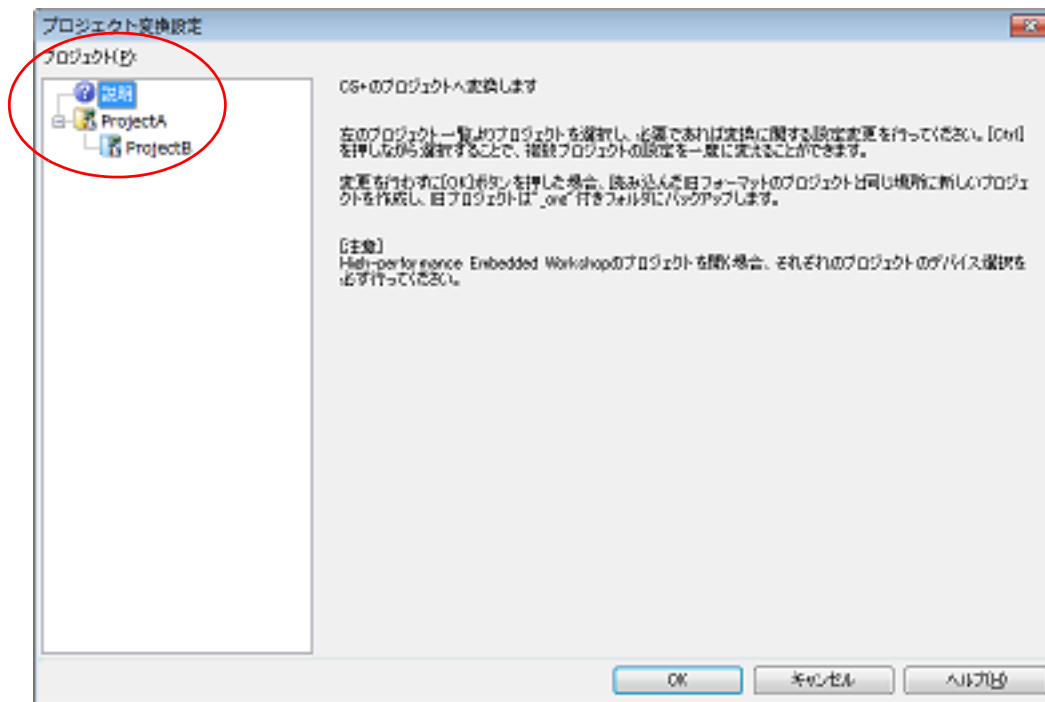 プロジェクト変換設定
プロジェクト(P):
説明
ProjectA
ProjectB
CS+のプロジェクトへ変換します
左のプロジェクト一覧よりプロジェクトを選択し、必要であれば変換に関する設定変更を行ってください。[Ctrl]
を押しながら選択することで、複数プロジェクトの設定を一度に変えることができます。
変更を行わずに[OK]ボタンを押した場合、読み込んだ旧フォーマットのプロジェクトと同じ場所に新しいプロジェ
クトを作成し、旧プロジェクトは"_org"付きフォルダにバックアップします。
[注意]
High-performance Embedded Workshopのプロジェクトを開く場合、それぞれのプロジェクトのデバイス選択を
必ず行ってください。
OK
キャンセル
ヘルプ(H)